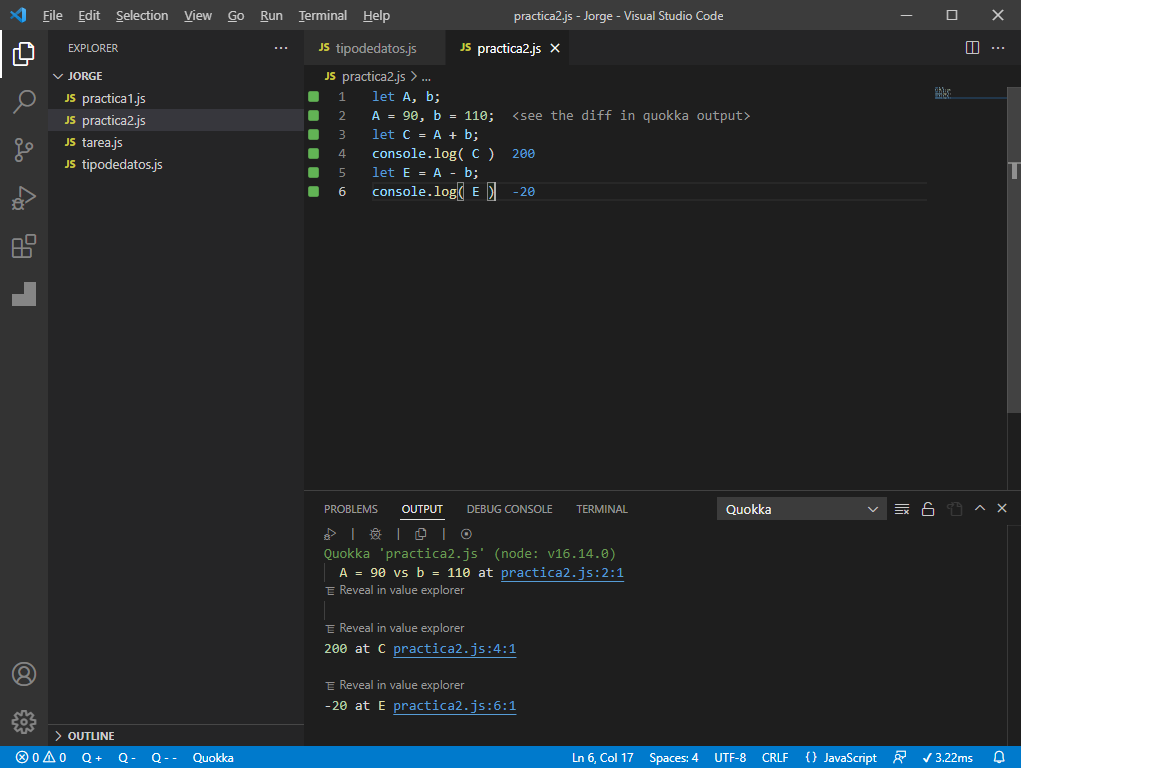 File Edit Selection View Go Run Terminal Help practica2.js - Jorge - Visual Studio Code
EXPLORER
JORGE
JS practica1.js
JS practica2.js
JS tarea.js
JS tipodedatos.js
OUTLINE
JS tipodedatos.js JS practica2.js
JS practica2.js > ...
1 let A, b;
2 A = 90, b = 110; <see the diff in quokka output>
3 let C = A + b;
4 console.log( C ) 200
5 let E = A - b;
6 console.log( E ) -20
PROBLEMS OUTPUT DEBUG CONSOLE TERMINAL Quokka
Quokka 'practica2.js' (node: v16.14.0)
A = 90 vs b = 110 at practica2.js:2:1
Reveal in value explorer
Reveal in value explorer
200 at C practica2.js:4:1
Reveal in value explorer
-20 at E practica2.js:6:1
0 0 Q + Q - Q - - Quokka Ln 6, Col 17 Spaces: 4 UTF-8 CRLF {} JavaScript ✓ 3.22ms